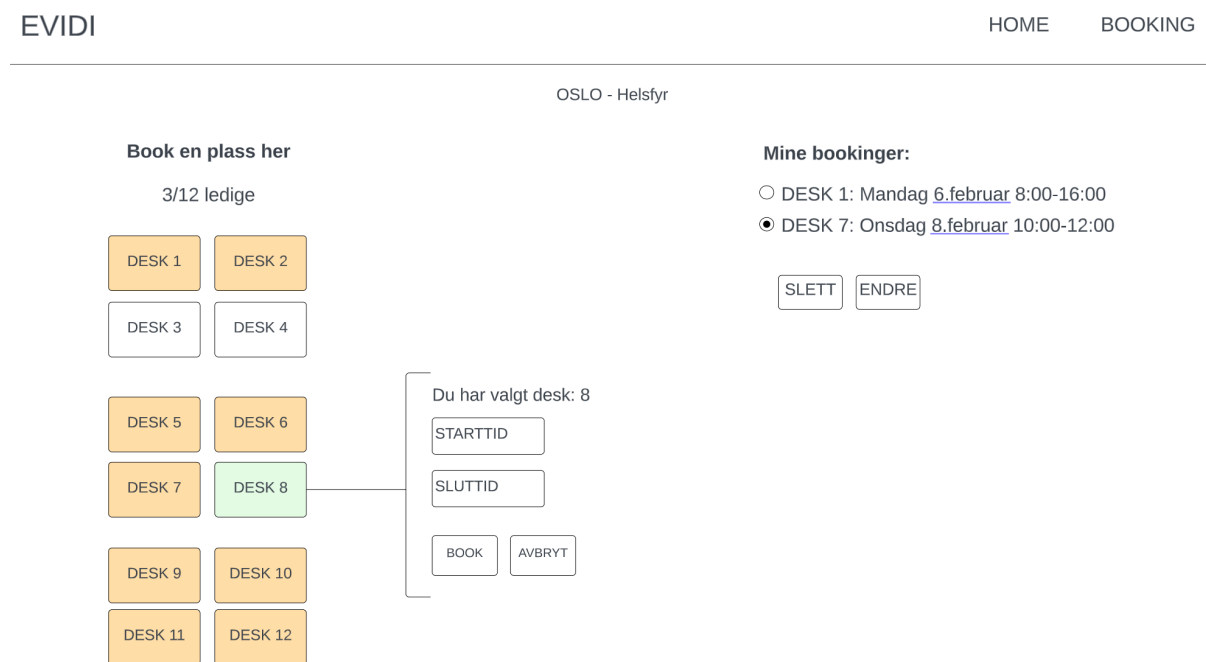 EVIDI
HOME BOOKING
OSLO - Helsfyr
Book en plass her
3/12 ledige
DESK 1 DESK 2
DESK 3 DESK 4
DESK 5 DESK 6
DESK 7 DESK 8
DESK 9 DESK 10
DESK 11 DESK 12
Du har valgt desk: 8
STARTTID
SLUTTID
BOOK AVBRYT
Mine bookinger:
DESK 1: Mandag 6.februar 8:00-16:00
DESK 7: Onsdag 8.februar 10:00-12:00
SLETT ENDRE